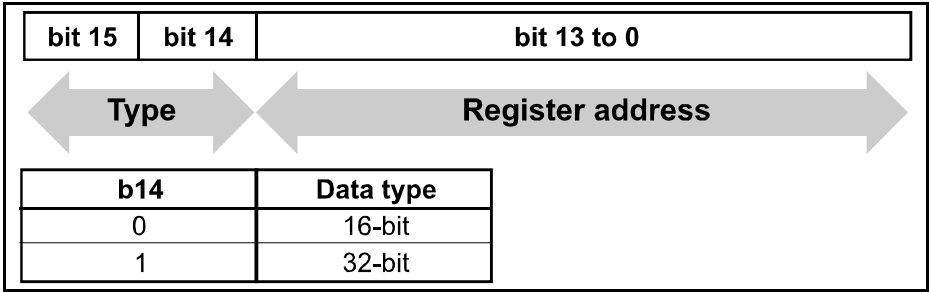 bit 15 bit 14 bit 13 to 0
Type Register address
b14 Data type
0 16-bit
1 32-bit